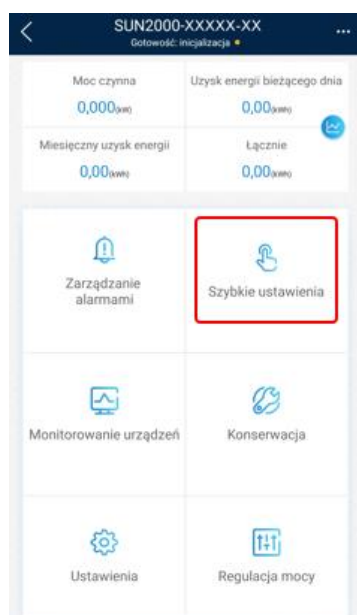 SUN2000-XXXXX-XX
Gotowość: inicjalizacja
Moc czynna
Uzysk energii bieżącego dnia
0,000(kW)
0,00(kWh)
Miesięczny uzysk energii
Łącznie
0,00(kWh)
0,00(kWh)
Zarządzanie
alarmami
Szybkie ustawienia
Monitorowanie urządzeń
Konserwacja
Ustawienia
Regulacja mocy